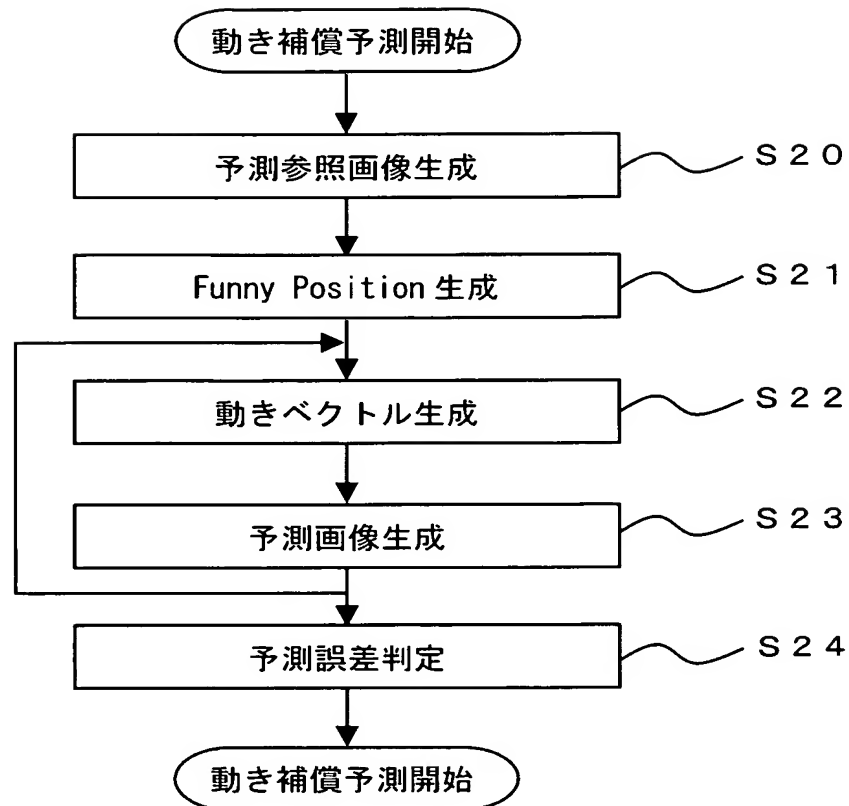 動き補償予測開始
予測参照画像生成
S20
Funny Position 生成
S21
動きベクトル生成
S22
予測画像生成
S23
予測誤差判定
S24
動き補償予測開始